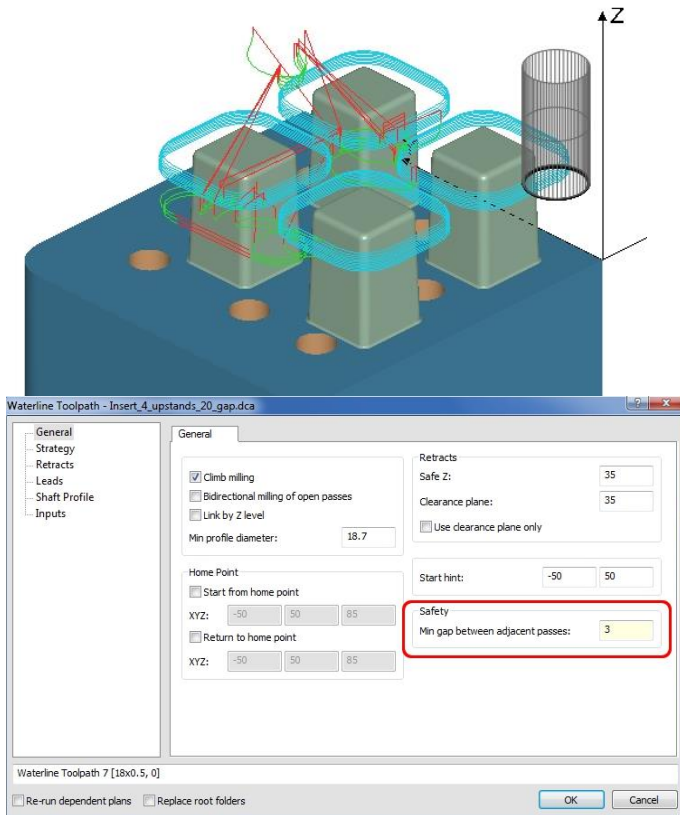 Z
Waterline Toolpath - Insert_4_upstands_20_gap.dca
General
Strategy
Retracts
Leads
Shaft Profile
Inputs
General
Climb milling
Bidirectional milling of open passes
Link by Z level
Min profile diameter: 18.7
Home Point
Start from home point
XYZ: -50 50 85
Return to home point
XYZ: -50 50 85
Retracts
Safe Z: 35
Clearance plane: 35
Use clearance plane only
Start hint: -50 50
Safety
Min gap between adjacent passes: 3
Waterline Toolpath 7 [18x0.5, 0]
Re-run dependent plans Replace root folders OK Cancel